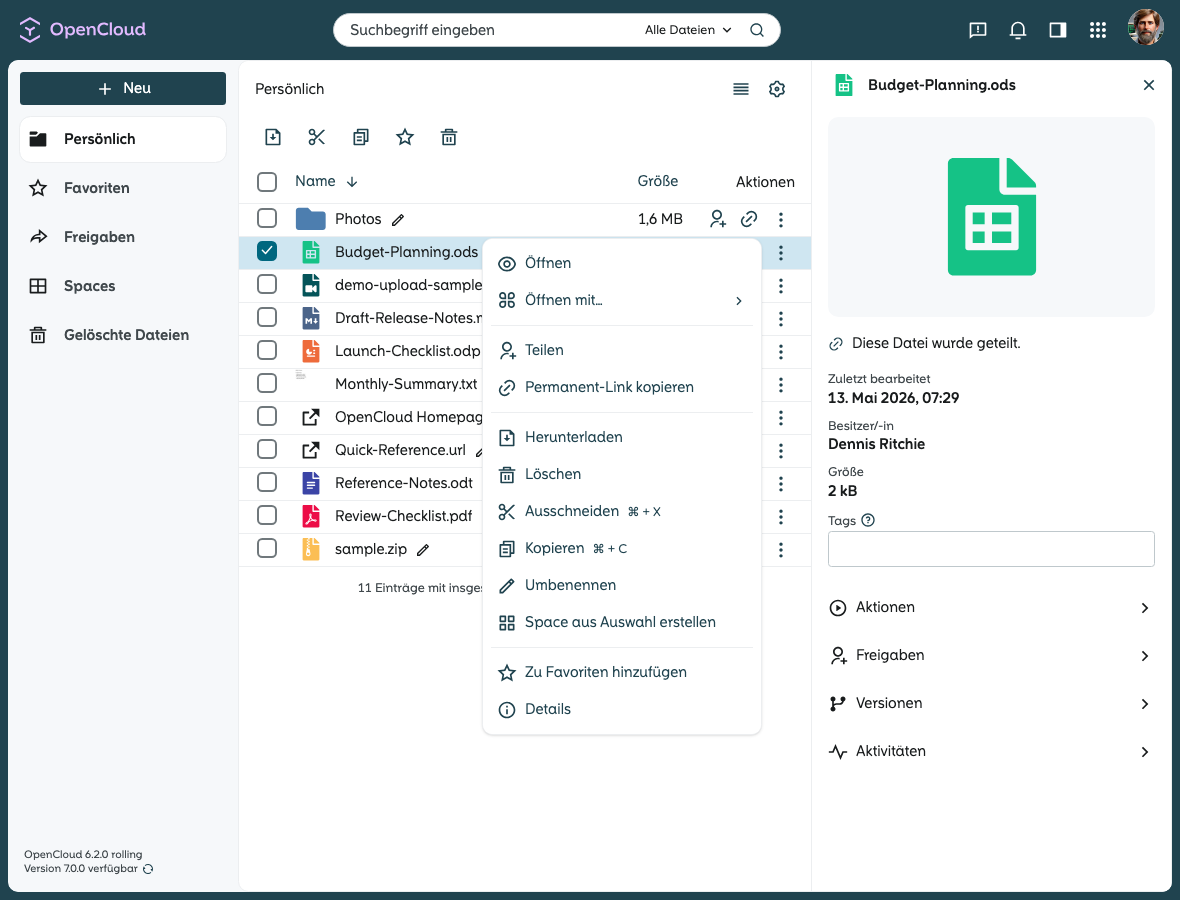 OpenCloud
Suchbegriff eingeben
Alle Dateien
Neu
Persönlich
Favoriten
Freigaben
Spaces
Gelöschte Dateien
OpenCloud 6.2.0 rolling
Version 7.0.0 verfügbar
Persönlich
Name
Größe
Aktionen
Photos
1,6 MB
Budget-Planning.ods
demo-upload-sample
Draft-Release-Notes.
Launch-Checklist.odp
Monthly-Summary.txt
OpenCloud Homepag
Quick-Reference.url
Reference-Notes.odt
Review-Checklist.pdf
sample.zip
11 Einträge mit insges
Öffnen
Öffnen mit...
Teilen
Permanent-Link kopieren
Herunterladen
Löschen
Ausschneiden ⌘ + X
Kopieren ⌘ + C
Umbenennen
Space aus Auswahl erstellen
Zu Favoriten hinzufügen
Details
Budget-Planning.ods
Diese Datei wurde geteilt.
Zuletzt bearbeitet
13. Mai 2026, 07:29
Besitzer/-in
Dennis Ritchie
Größe
2 kB
Tags
Aktionen
Freigaben
Versionen
Aktivitäten